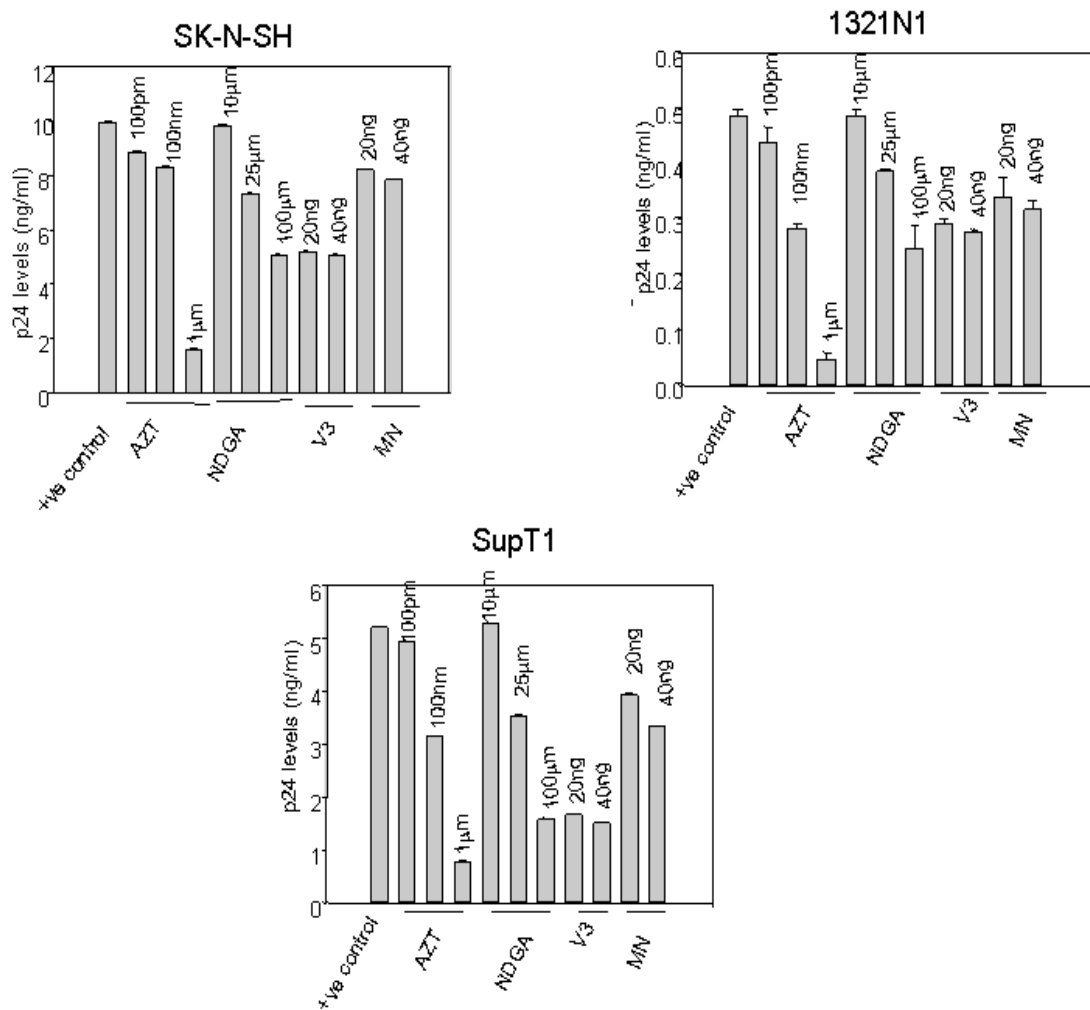 SK-N-SH
p24 levels (ng/ml)
12
10
8
6
4
2
0
100pm
100nm
1μm
10μm
25μm
100μm
20ng
40ng
20ng
40ng
+ve control
AZT
NDGA
V3
MN
1321N1
p24 levels (ng/ml)
0.6
0.5
0.4
0.3
0.2
0.1
0.0
100pm
100nm
1μm
10μm
25μm
100μm
20ng
40ng
20ng
40ng
+ve control
AZT
NDGA
V3
MN
SupT1
p24 levels (ng/ml)
6
5
4
3
2
1
0
100pm
100nm
1μm
10μm
25μm
100μm
20ng
40ng
20ng
40ng
+ve control
AZT
NDGA
V3
MN